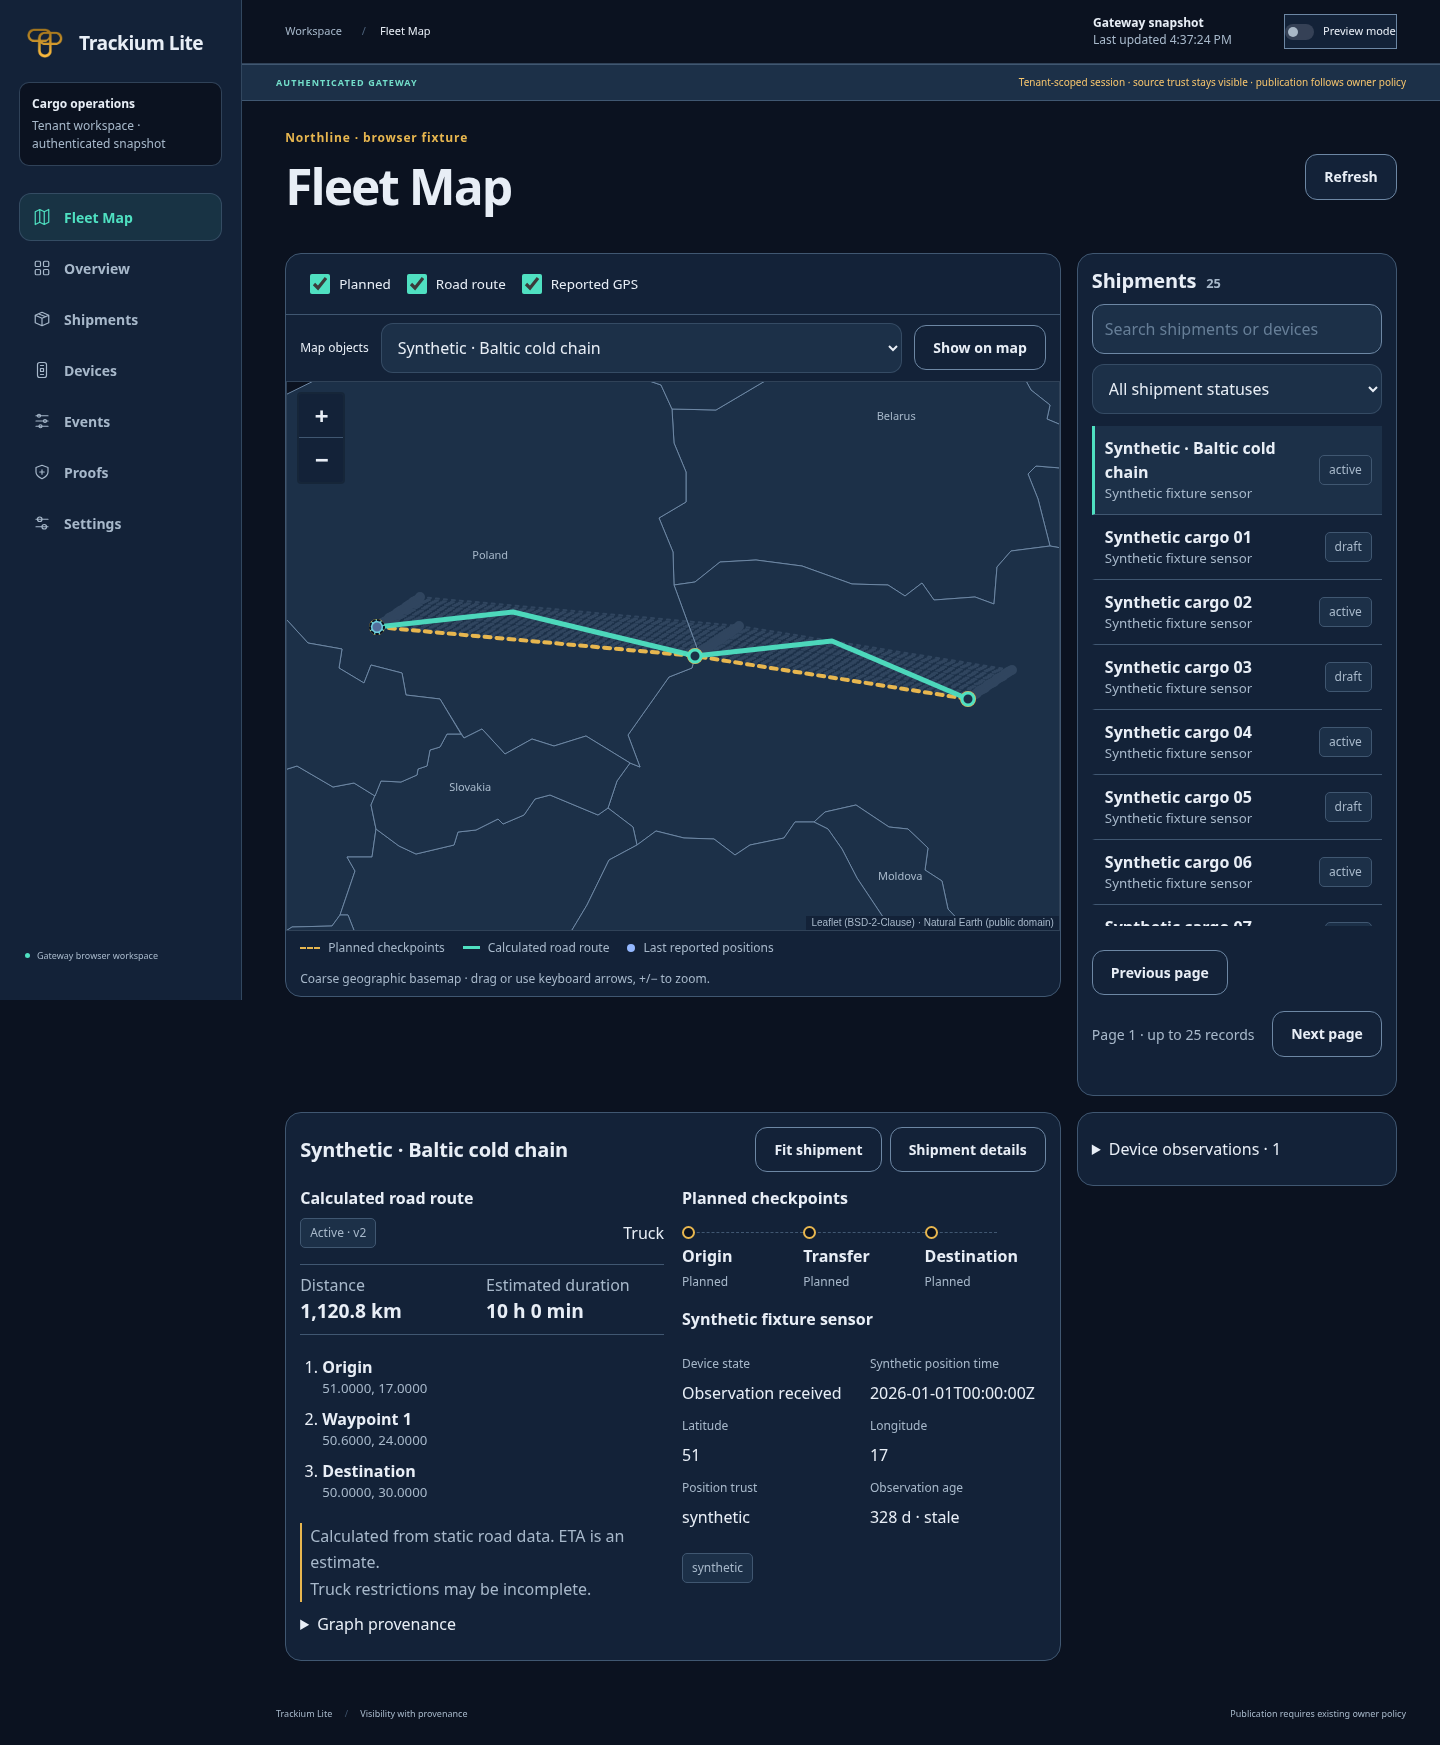 Trackium Lite
Cargo operations
Tenant workspace ·
authenticated snapshot
Fleet Map
Overview
Shipments
Devices
Events
Proofs
Settings
Gateway browser workspace
Workspace / Fleet Map
Gateway snapshot
Last updated 4:37:24 PM
Preview mode
AUTHENTICATED GATEWAY
Tenant-scoped session · source trust stays visible · publication follows owner policy
Northline · browser fixture
Fleet Map
Refresh
Planned
Road route
Reported GPS
Map objects
Synthetic · Baltic cold chain
Show on map
+
−
Belarus
Poland
Slovakia
Moldova
Leaflet (BSD-2-Clause) · Natural Earth (public domain)
Planned checkpoints
Calculated road route
Last reported positions
Coarse geographic basemap · drag or use keyboard arrows, +/− to zoom.
Shipments 25
Search shipments or devices
All shipment statuses
Synthetic · Baltic cold
chain
Synthetic fixture sensor
active
Synthetic cargo 01
Synthetic fixture sensor
draft
Synthetic cargo 02
Synthetic fixture sensor
active
Synthetic cargo 03
Synthetic fixture sensor
draft
Synthetic cargo 04
Synthetic fixture sensor
active
Synthetic cargo 05
Synthetic fixture sensor
draft
Synthetic cargo 06
Synthetic fixture sensor
active
Synthetic cargo 07
Previous page
Page 1 · up to 25 records
Next page
Synthetic · Baltic cold chain
Fit shipment
Shipment details
Calculated road route
Active · v2
Truck
Distance
1,120.8 km
Estimated duration
10 h 0 min
1. Origin
51.0000, 17.0000
2. Waypoint 1
50.6000, 24.0000
3. Destination
50.0000, 30.0000
Calculated from static road data. ETA is an
estimate.
Truck restrictions may be incomplete.
Graph provenance
Planned checkpoints
Origin
Planned
Transfer
Planned
Destination
Planned
Synthetic fixture sensor
Device state
Observation received
Synthetic position time
2026-01-01T00:00:00Z
Latitude
51
Longitude
17
Position trust
synthetic
Observation age
328 d · stale
synthetic
Device observations · 1
Trackium Lite / Visibility with provenance
Publication requires existing owner policy